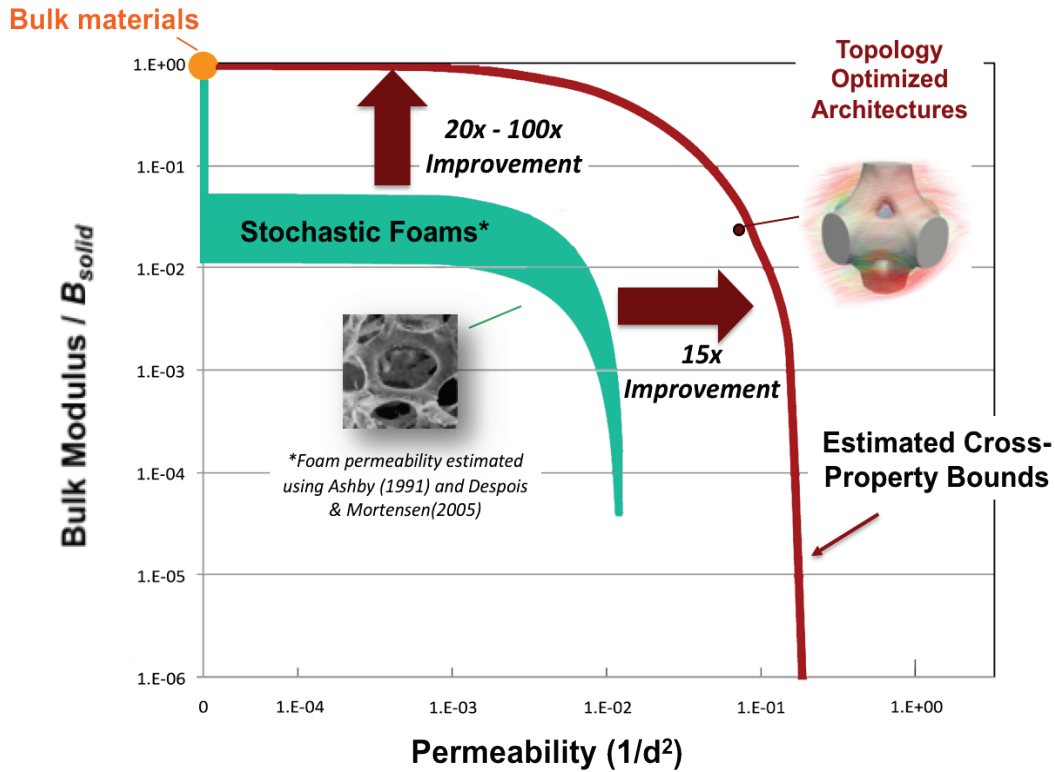 Bulk materials
Topology
Optimized
Architectures
1.E+00
20x - 100x
Improvement
1.E-01
Stochastic Foams*
1.E-02
15x
Improvement
1.E-03
Estimated Cross-
Property Bounds
*Foam permeability estimated
using Ashby (1991) and Despois
& Mortensen(2005)
1.E-04
1.E-05
1.E-06
Bulk Modulus / Bsolid
0
1.E-04
1.E-03
1.E-02
1.E-01
1.E+00
Permeability (1/d²)